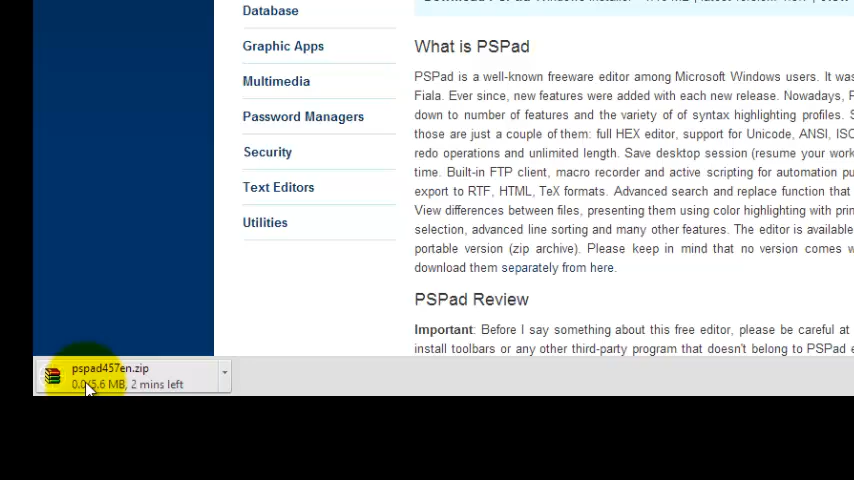 Database
Graphic Apps
Multimedia
Password Managers
Security
Text Editors
Utilities
What is PSPad
PSPad is a well-known freeware editor among Microsoft Windows users. It was
Fiala. Ever since, new features were added with each new release. Nowadays,
down to number of features and the variety of of syntax highlighting profiles.
those are just a couple of them: full HEX editor, support for Unicode, ANSI,
redo operations and unlimited length. Save desktop session (resume your work
time. Built-in FTP client, macro recorder and active scripting for automation
export to RTF, HTML, TeX formats. Advanced search and replace function that
View differences between files, presenting them using color highlighting with
selection, advanced line sorting and many other features. The editor is available
portable version (zip archive). Please keep in mind that no version comes
download them separately from here.
PSPad Review
Important: Before I say something about this free editor, please be careful at
install toolbars or any other third-party program that doesn't belong to PSPad
pspad457en.zip
0.0/5.6 MB, 2 mins left